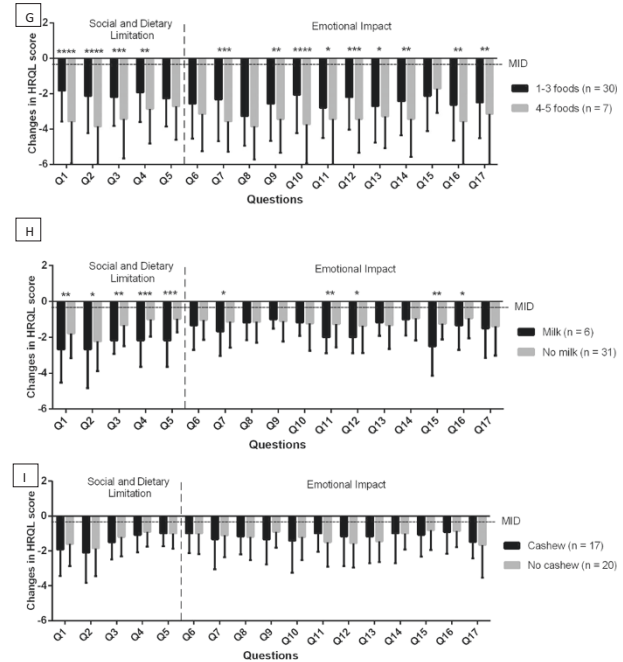 G
Social and Dietary
Limitation
Emotional Impact
Changes in HRQL score
2
0
-2
-4
-6
**** **** *** ** *** ** **** * *** * ** ** **
MID
1-3 foods (n = 30)
4-5 foods (n = 7)
Q1 Q2 Q3 Q4 Q5 Q6 Q7 Q8 Q9 Q10 Q11 Q12 Q13 Q14 Q15 Q16 Q17
Questions
H
Social and Dietary
Limitation
Emotional Impact
Changes in HRQL score
2
0
-2
-4
-6
** * ** *** *** * ** * ** *
MID
Milk (n = 6)
No milk (n = 31)
Q1 Q2 Q3 Q4 Q5 Q6 Q7 Q8 Q9 Q10 Q11 Q12 Q13 Q14 Q15 Q16 Q17
Questions
I
Social and Dietary
Limitation
Emotional Impact
Changes in HRQL score
2
0
-2
-4
-6
MID
Cashew (n = 17)
No cashew (n = 20)
Q1 Q2 Q3 Q4 Q5 Q6 Q7 Q8 Q9 Q10 Q11 Q12 Q13 Q14 Q15 Q16 Q17
Questions